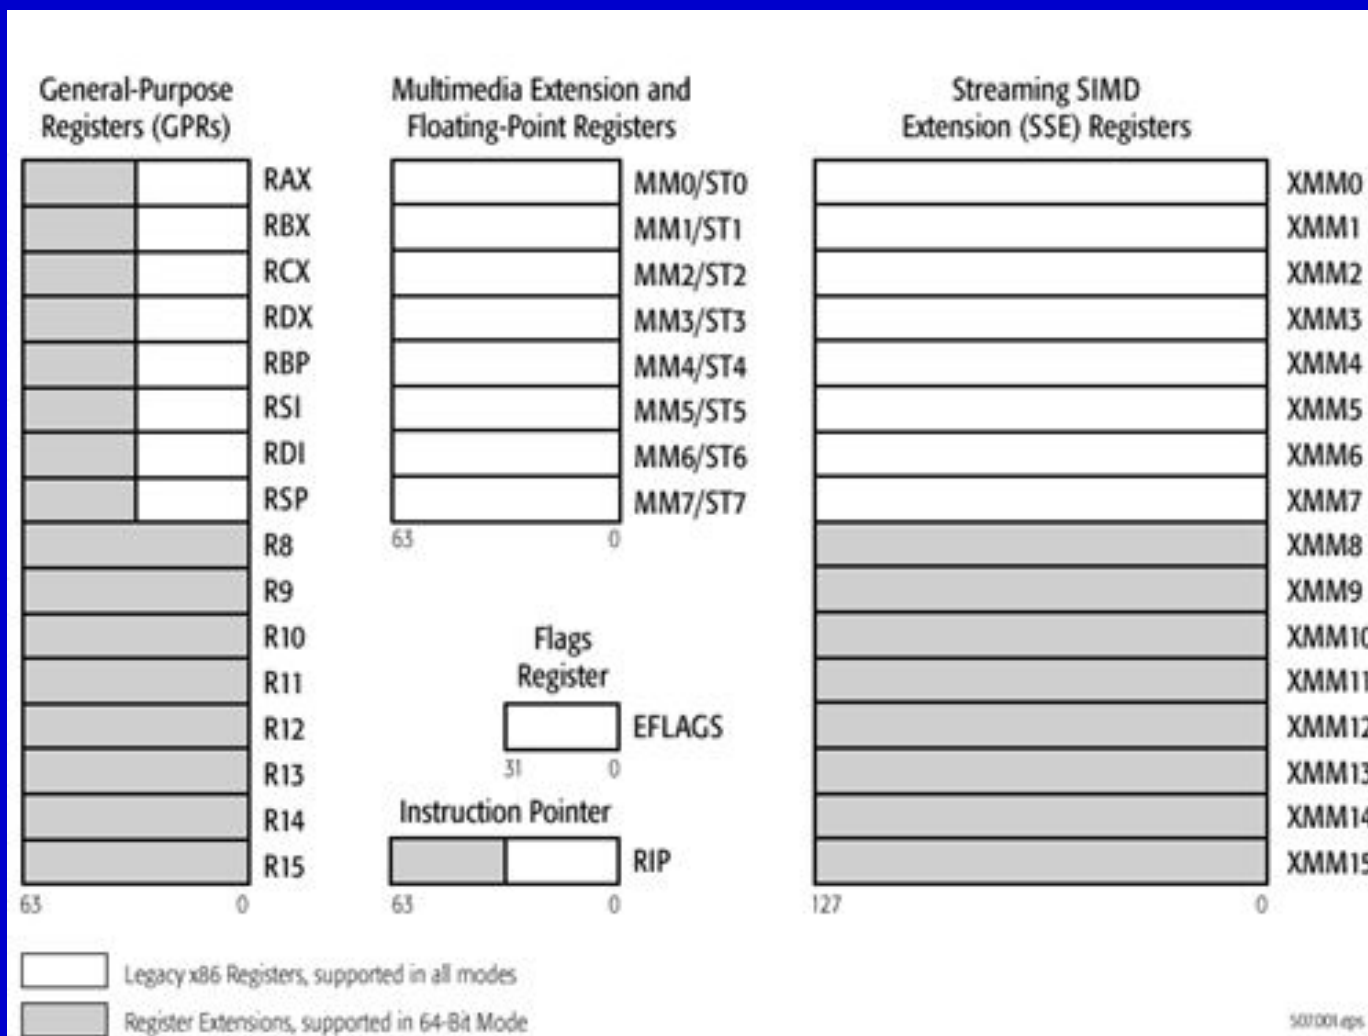 General-Purpose
Registers (GPRs)
RAX
RBX
RCX
RDX
RBP
RSI
RDI
RSP
R8
R9
R10
R11
R12
R13
R14
R15
63 0
Multimedia Extension and
Floating-Point Registers
MM0/ST0
MM1/ST1
MM2/ST2
MM3/ST3
MM4/ST4
MM5/ST5
MM6/ST6
MM7/ST7
63 0
Flags
Register
EFLAGS
31 0
Instruction Pointer
RIP
63 0
Streaming SIMD
Extension (SSE) Registers
XMM0
XMM1
XMM2
XMM3
XMM4
XMM5
XMM6
XMM7
XMM8
XMM9
XMM10
XMM11
XMM12
XMM13
XMM14
XMM15
127 0
Legacy x86 Registers, supported in all modes
Register Extensions, supported in 64-Bit Mode